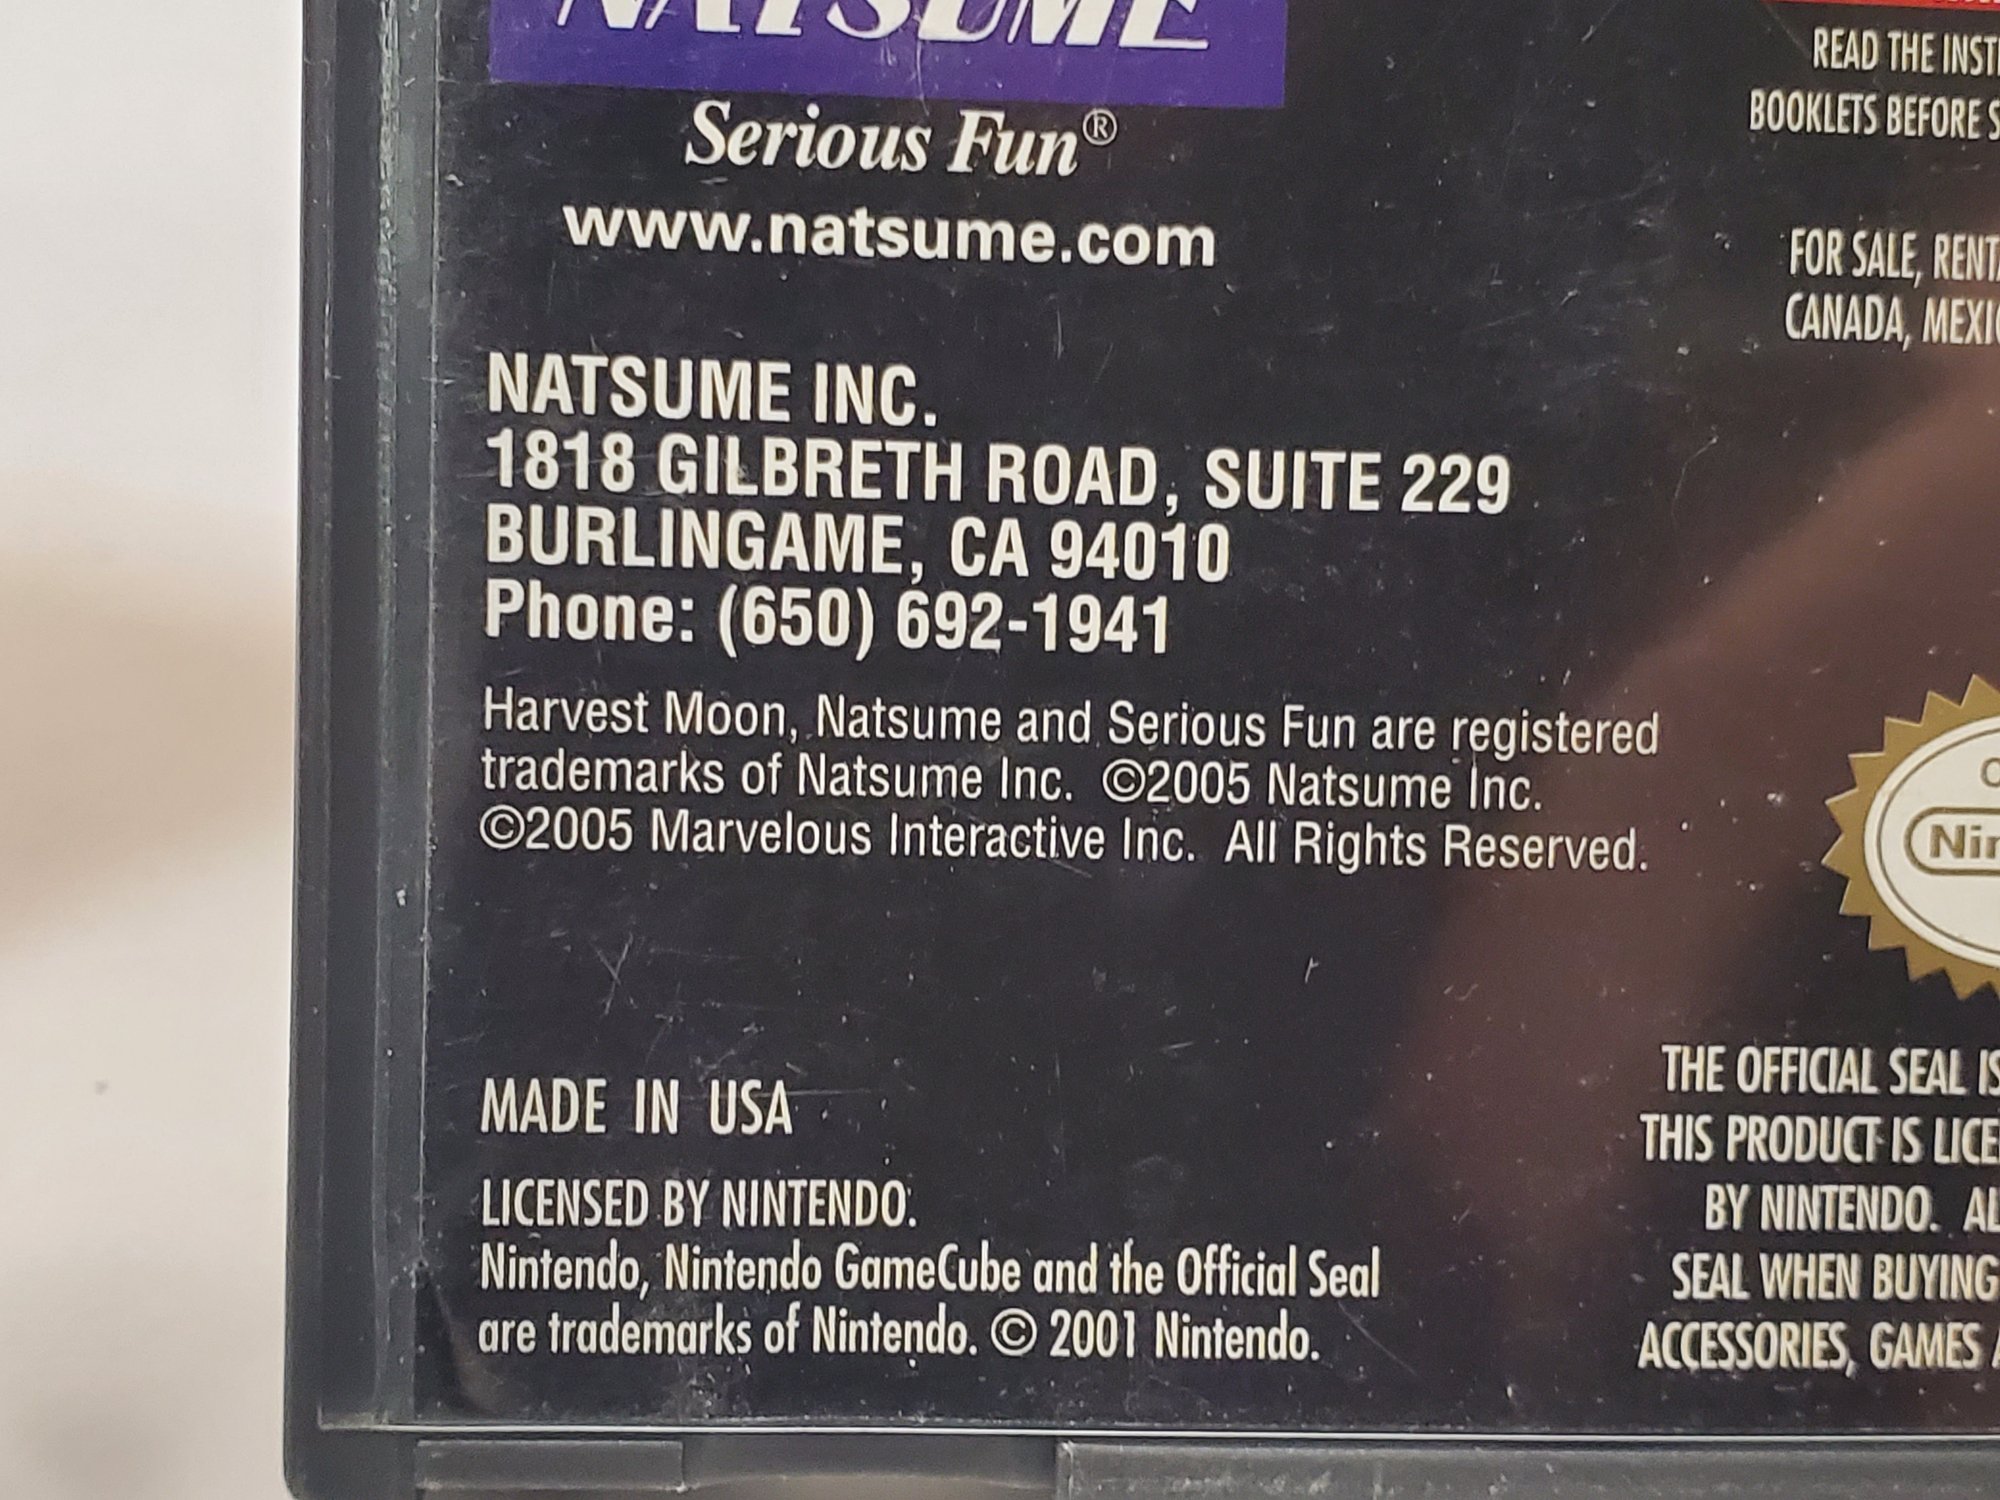 NATSUME
Serious Fun®
www.natsume.com
NATSUME INC.
1818 GILBRETH ROAD, SUITE 229
BURLINGAME, CA 94010
Phone: (650) 692-1941
Harvest Moon, Natsume and Serious Fun are registered
trademarks of Natsume Inc. ©2005 Natsume Inc.
©2005 Marvelous Interactive Inc. All Rights Reserved.
MADE IN USA
LICENSED BY NINTENDO.
Nintendo, Nintendo GameCube and the Official Seal
are trademarks of Nintendo. © 2001 Nintendo.
READ THE
BOOKLETS BEFORE
FOR SALE,
CANADA,
THE OFFICIAL SEAL
THIS PRODUCT IS
BY NINTENDO.
SEAL WHEN BUYING
ACCESSORIES, GAMES